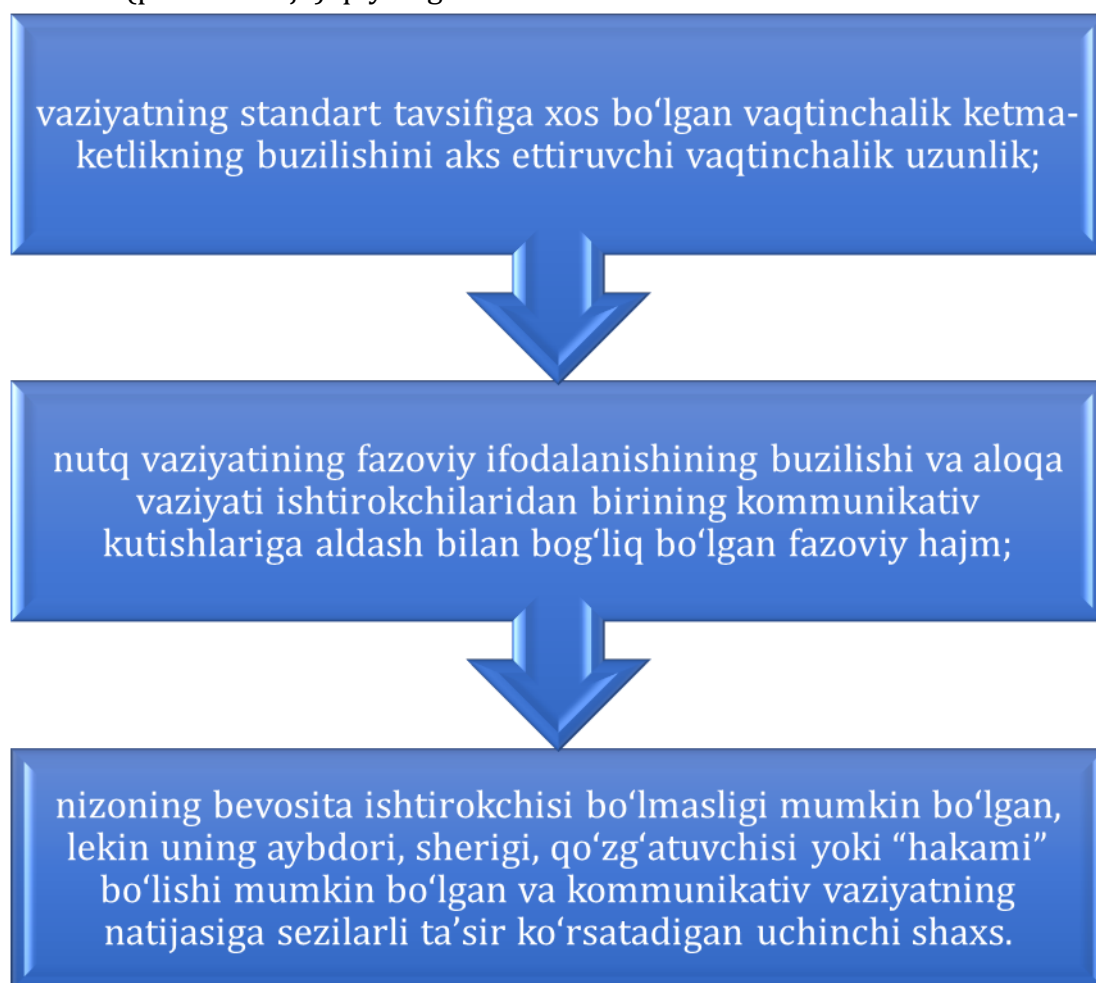 vaziyatning standart tavsifiga xos bo‘lgan vaqtinchalik ketma-
ketlikning buzilishini aks ettiruvchi vaqtinchalik uzunlik;
nutq vaziyatining fazoviy ifodalanishining buzilishi va aloqa
vaziyati ishtirokchilaridan birining kommunikativ
kutishlariga aldash bilan bog‘liq bo‘lgan fazoviy hajm;
nizoning bevosita ishtirokchisi bo‘lmasligi mumkin bo‘lgan,
lekin uning aybdori, sherigi, qo‘zg‘atuvchisi yoki “hakami”
bo‘lishi mumkin bo‘lgan va kommunikativ vaziyatning
natijasiga sezilarli ta’sir ko‘rsatadigan uchinchi shaxs.